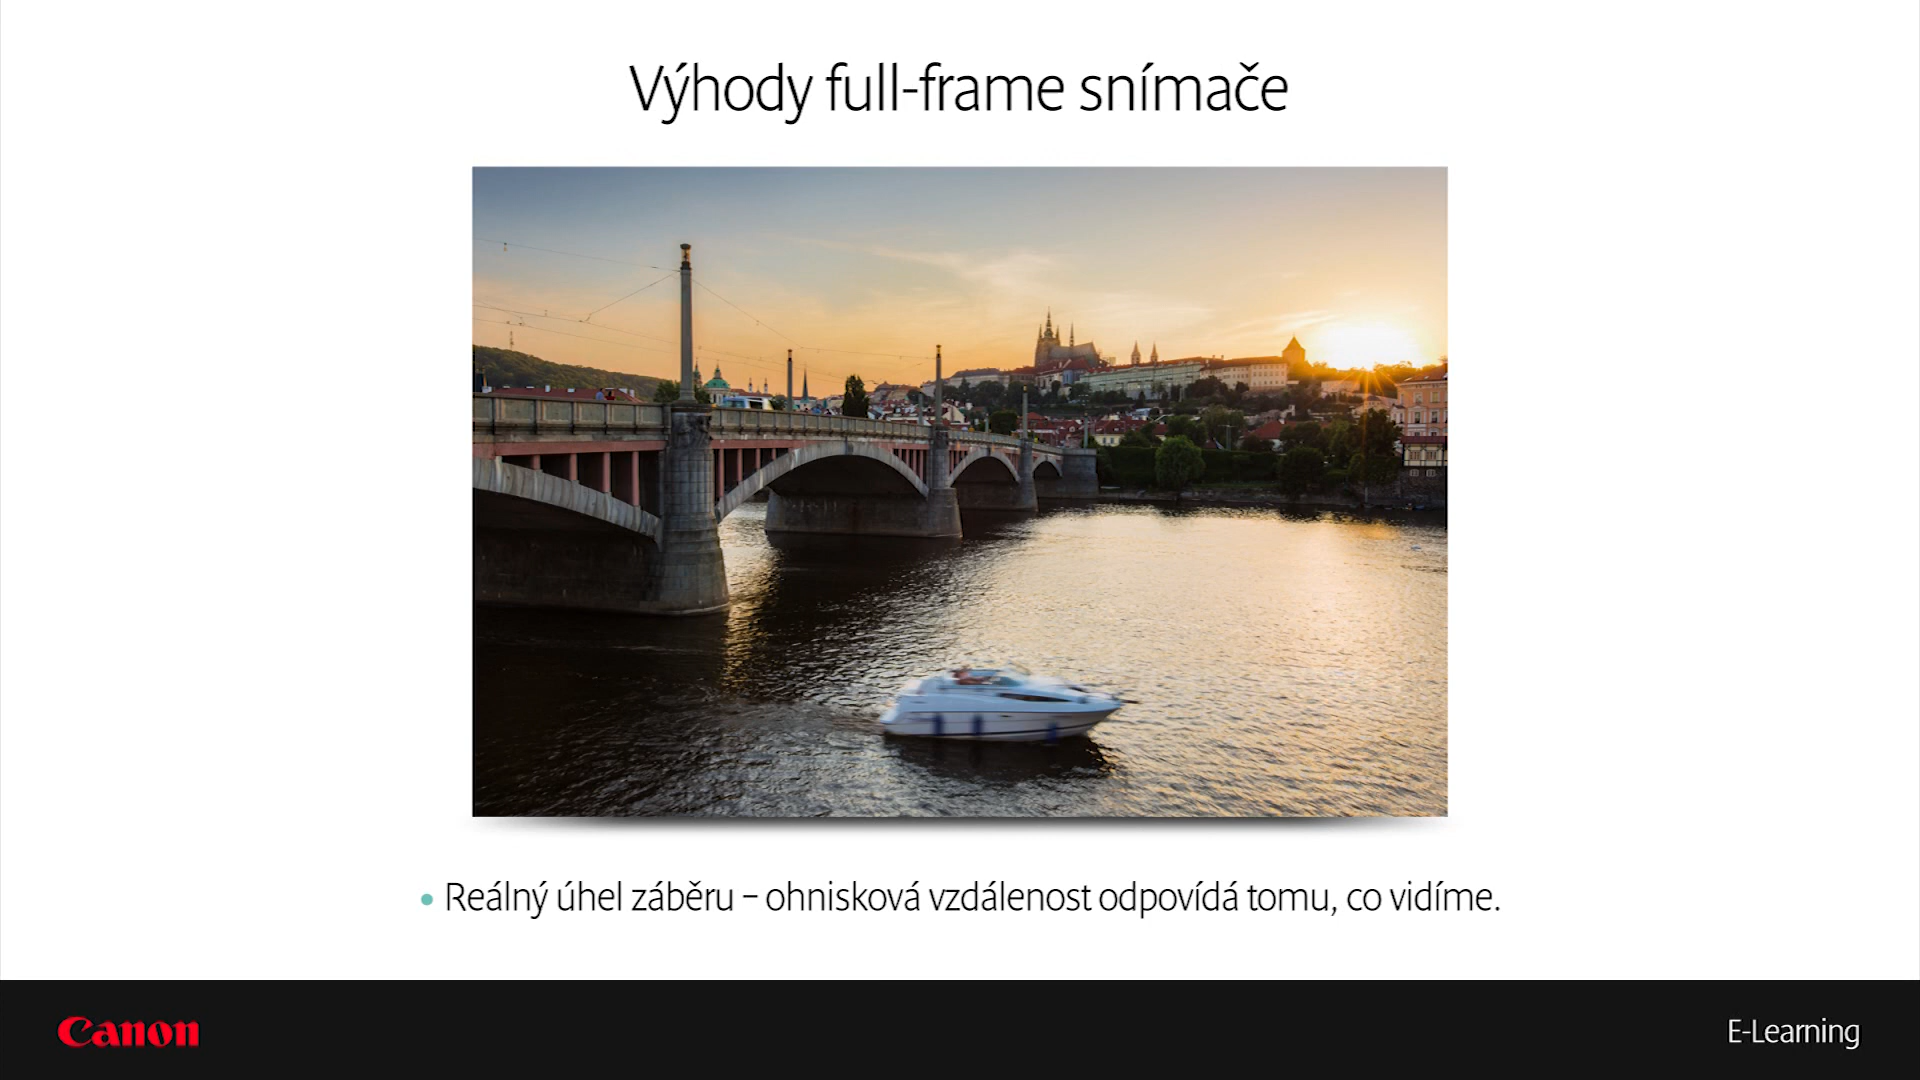 Výhody full-frame snímače
• Reálný úhel záběru – ohnisková vzdálenost odpovídá tomu, co vidíme.
Canon
E-Learning